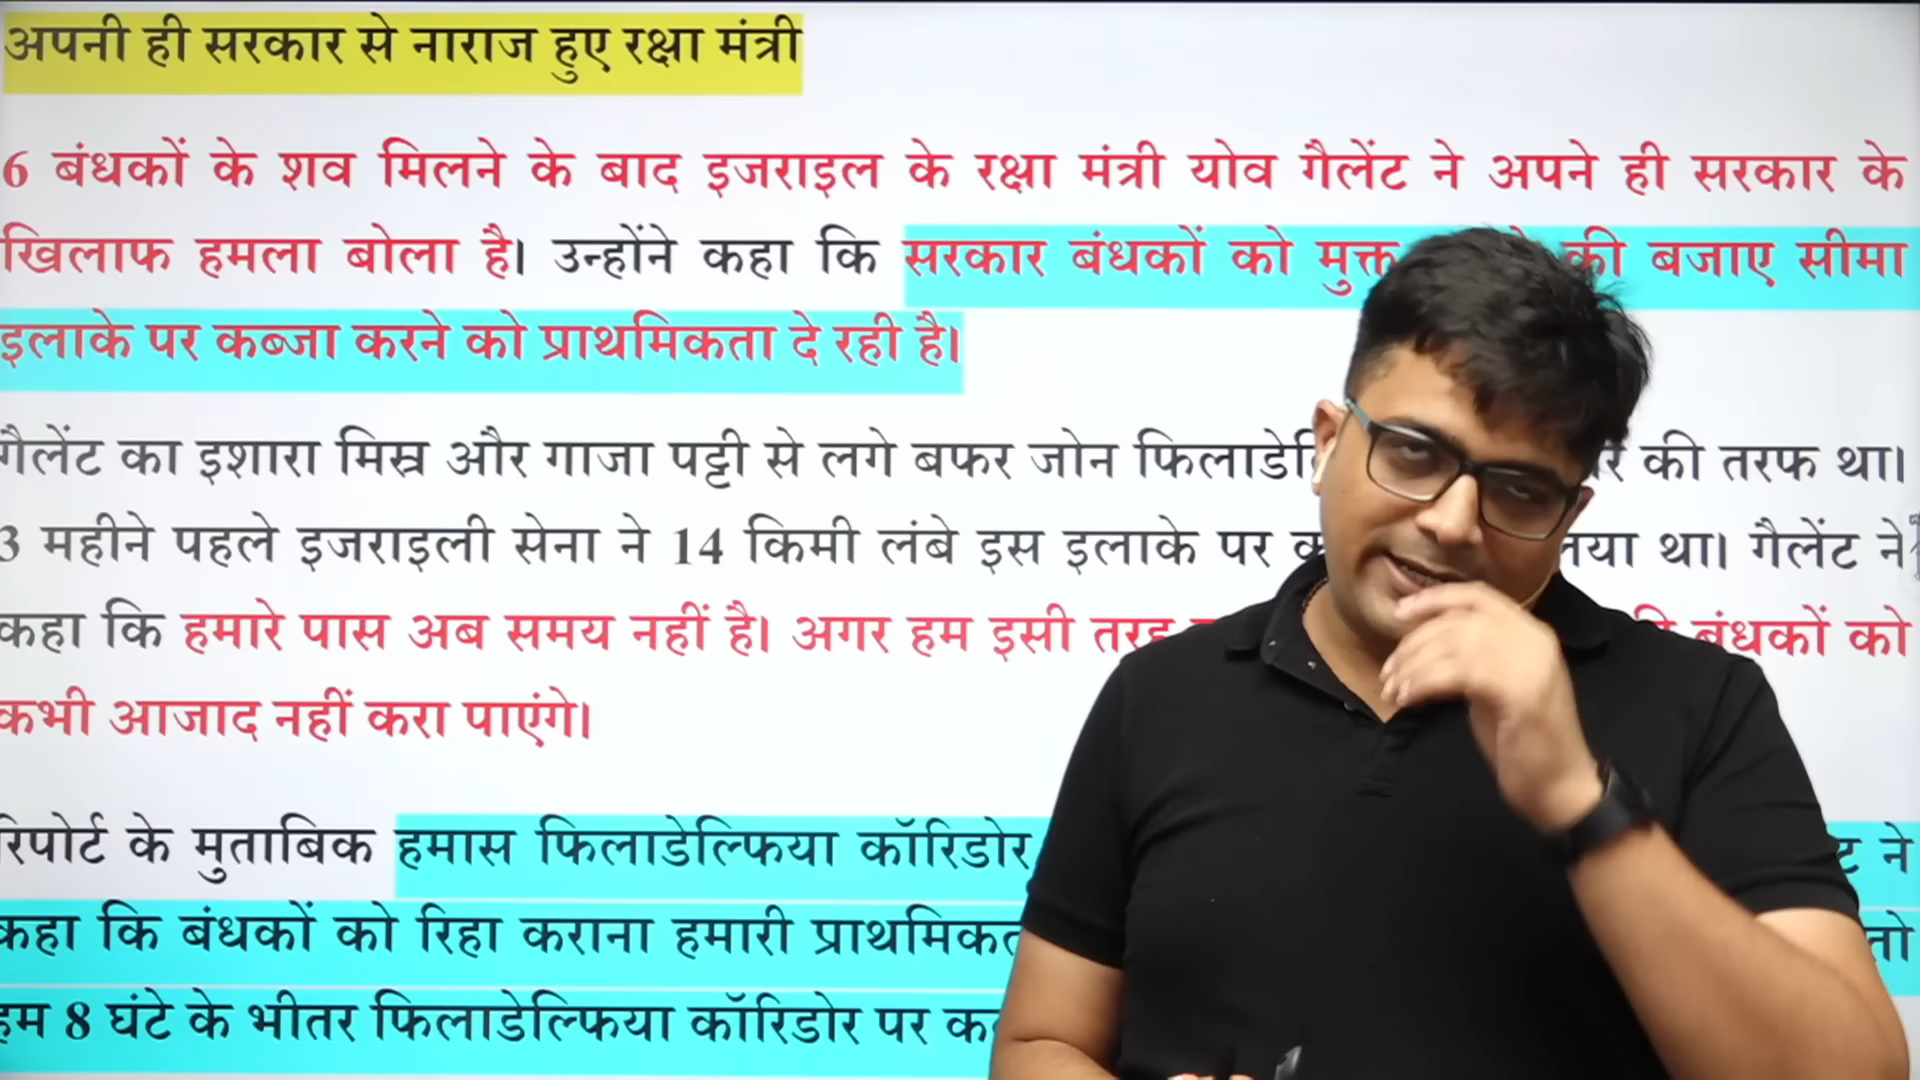 अपनी ही सरकार से नाराज हुए रक्षा मंत्री
6 बंधकों के शव मिलने के बाद इजराइल के रक्षा मंत्री योव गैलेंट ने अपने ही सरकार के
खिलाफ हमला बोला है। उन्होंने कहा कि सरकार बंधकों को मुक्त की बजाए सीमा
इलाके पर कब्जा करने को प्राथमिकता दे रही है।
गैलेंट का इशारा मिस्र और गाजा पट्टी से लगे बफर जोन की तरफ था।
3 महीने पहले इजराइली सेना ने 14 किमी लंबे इस इलाके पर था। गैलेंट ने
कहा कि हमारे पास अब समय नहीं है। अगर हम इसी तरह बंधकों को
कभी आजाद नहीं करा पाएंगे।
रिपोर्ट के मुताबिक हमास फिलाडेल्फिया कॉरिडोर ने
कहा कि बंधकों को रिहा कराना हमारी तो
हम 8 घंटे के भीतर फिलाडेल्फिया कॉरिडोर पर